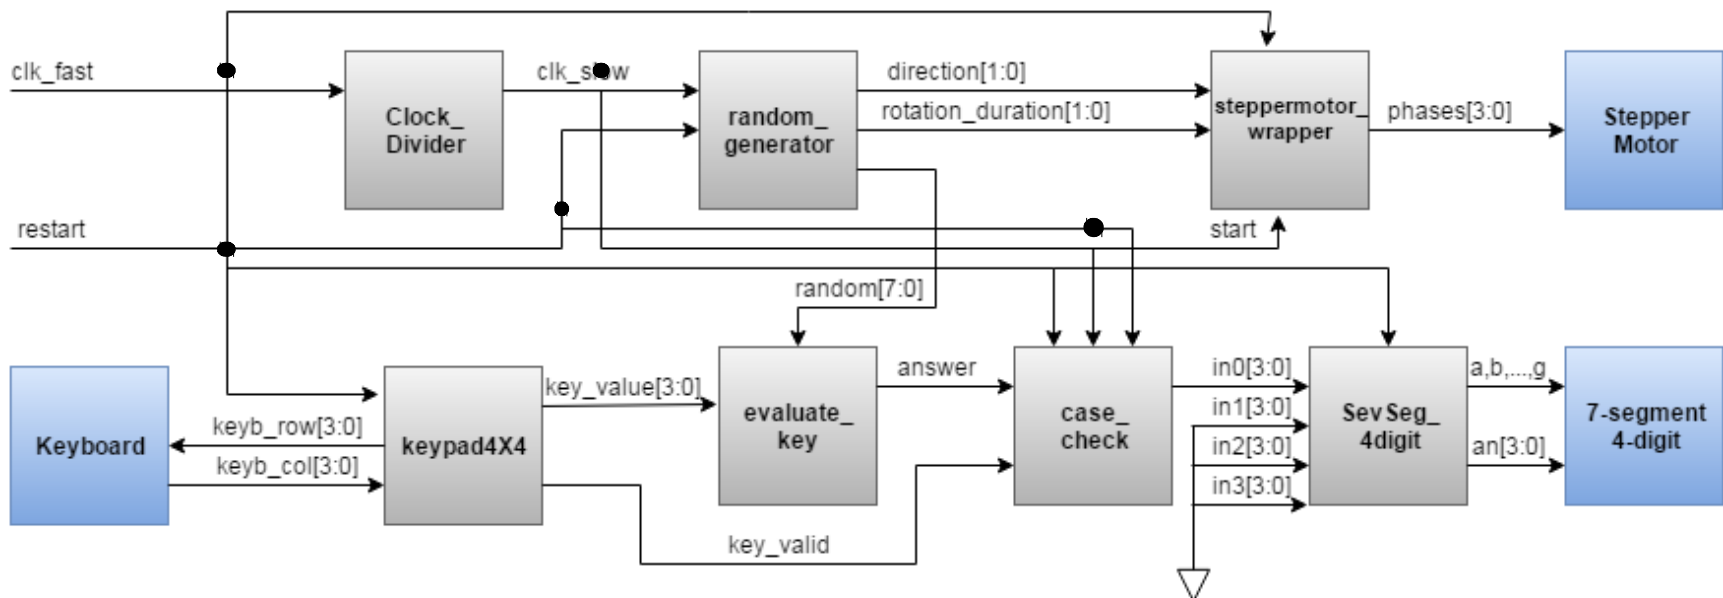 clk_fast
Clock_
Divider
clk_slow
random_
generator
direction[1:0]
rotation_duration[1:0]
steppermotor_
wrapper
phases[3:0]
Stepper
Motor
restart
start
random[7:0]
Keyboard
keyb_row[3:0]
keyb_col[3:0]
keypad4X4
key_value[3:0]
key_valid
evaluate_
key
answer
case_
check
in0[3:0]
in1[3:0]
in2[3:0]
in3[3:0]
SevSeg_
4digit
a,b,...,g
an[3:0]
7-segment
4-digit